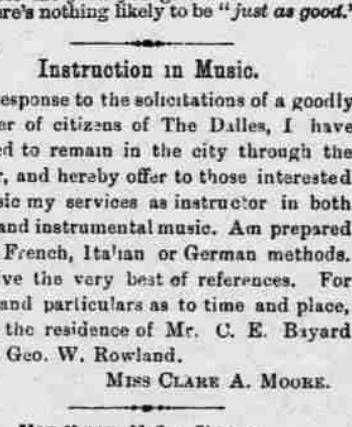 ere's nothing likely to be "just as good."
Instruction in Music.
esponse to the solicitations of a goodly
er of citizens of The Dalles, I have
ed to remain in the city through the
r, and hereby offer to those interested
sic my services as instructor in both
and instrumental music. Am prepared
French, Italian or German methods.
ive the very best of references. For
and particulars as to time and place,
the residence of Mr. C. E. Bayard
Geo. W. Rowland.
MISS CLARE A. MOORE.